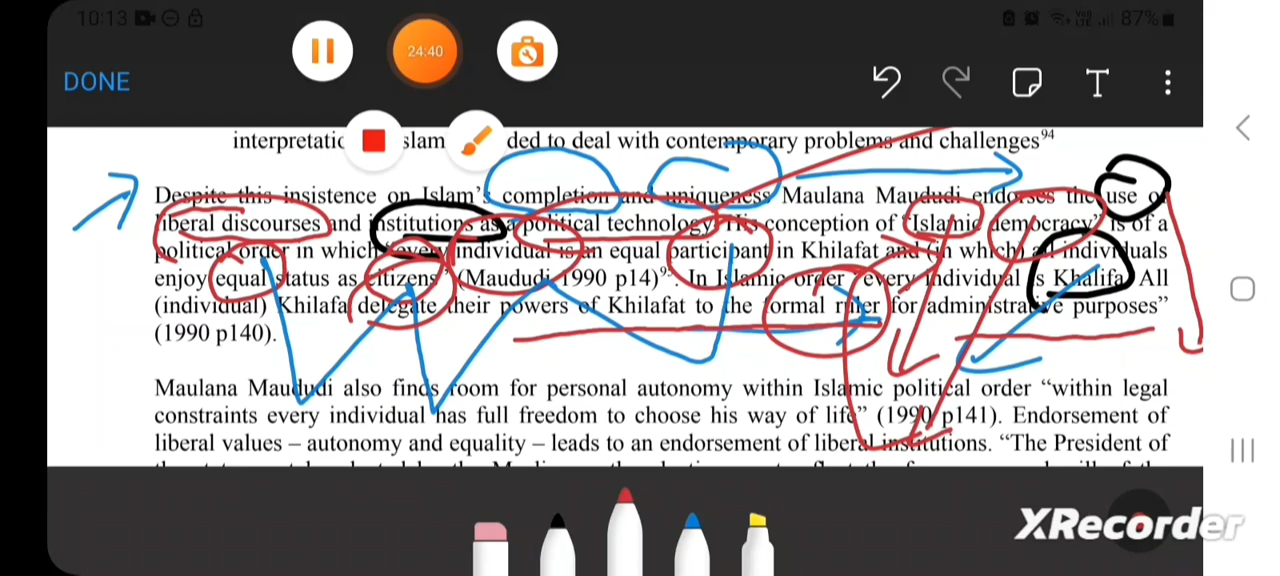 10:13
87%
24:40
DONE
T
interpretatio slam ded to deal with contemporary problems and challenges⁹⁴
Despite this insistence on Islam's completion and uniqueness Maulana Maududi endorses the use of
liberal discourses and institutions as a political technology. His conception of "Islamic democracy" is of a
political order in which "every individual is an equal participant in Khilafat and (in which) all individuals
enjoy equal status as citizens" (Maududi 1990 p14)⁹⁵. In Islamic order "every individual is Khalifa. All
(individual) Khilafa delegate their powers of Khilafat to the formal ruler for administrative purposes"
(1990 p140).
Maulana Maududi also finds room for personal autonomy within Islamic political order "within legal
constraints every individual has full freedom to choose his way of life" (1990 p141). Endorsement of
liberal values – autonomy and equality – leads to an endorsement of liberal institutions. "The President of
XRecorder